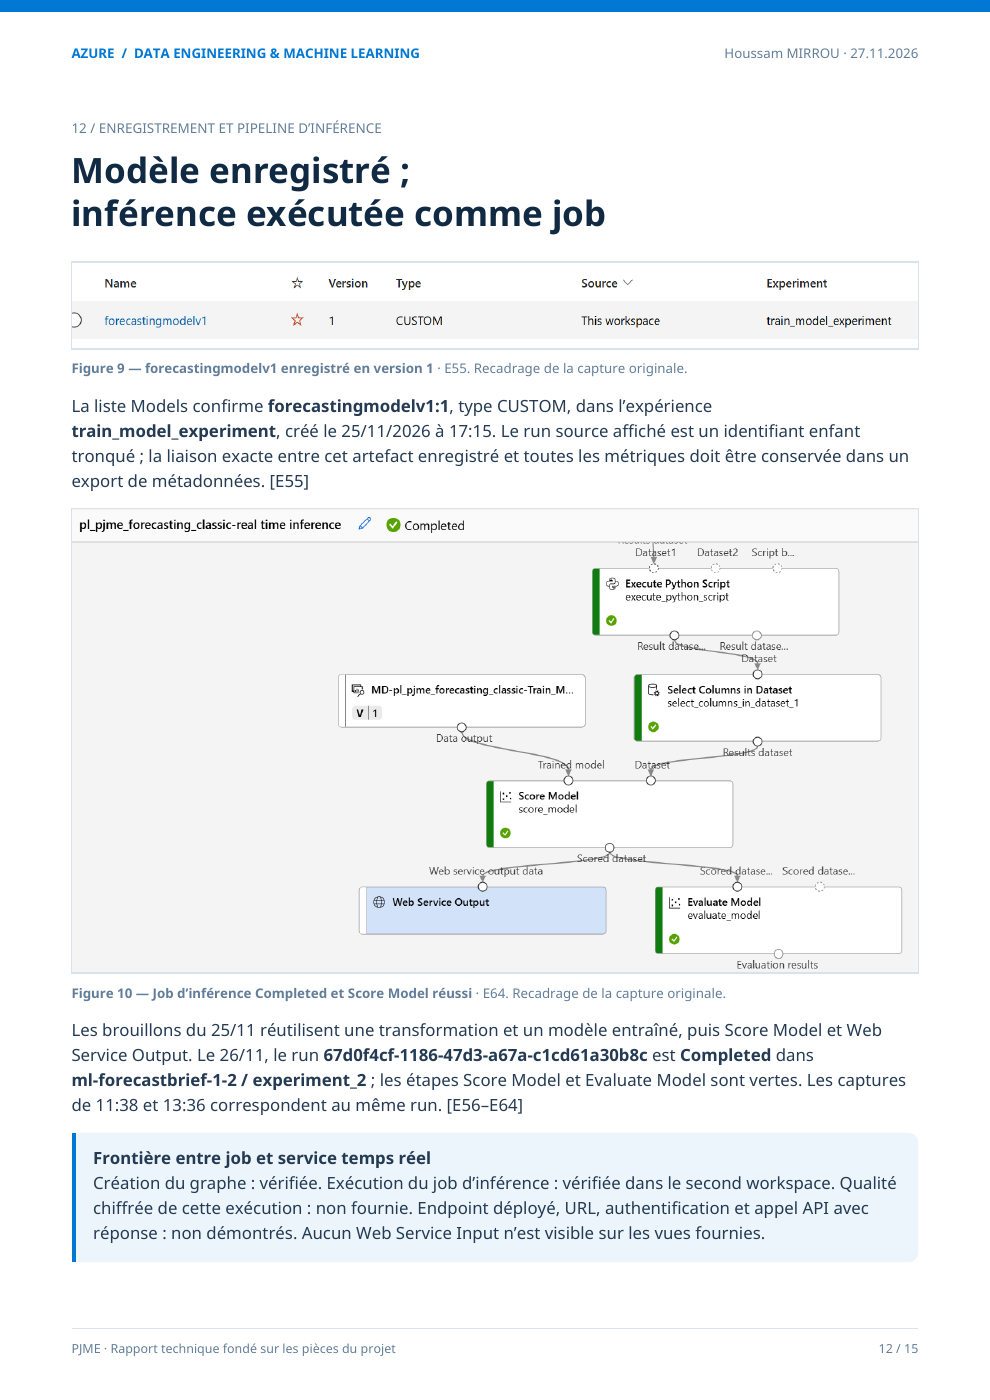 AZURE / DATA ENGINEERING & MACHINE LEARNING
Houssam MIRROU · 27.11.2026
12 / ENREGISTREMENT ET PIPELINE D’INFÉRENCE
Modèle enregistré ;
inférence exécutée comme job
Name ☆ Version Type Source Experiment
forecastingmodelv1 ☆ 1 CUSTOM This workspace train_model_experiment
Figure 9 — forecastingmodelv1 enregistré en version 1 · E55. Recadrage de la capture originale.
La liste Models confirme forecastingmodelv1:1, type CUSTOM, dans l’expérience
train_model_experiment, créé le 25/11/2026 à 17:15. Le run source affiché est un identifiant enfant
tronqué ; la liaison exacte entre cet artefact enregistré et toutes les métriques doit être conservée dans un
export de métadonnées. [E55]
pl_pjme_forecasting_classic-real time inference Completed
Results dataset
Dataset1 Dataset2 Script b...
Execute Python Script
execute_python_script
Result datase... Result datase...
Dataset
MD-pl_pjme_forecasting_classic-Train_M...
V 1
Select Columns in Dataset
select_columns_in_dataset_1
Data output
Results dataset
Trained model Dataset
Score Model
score_model
Scored dataset
Web service output data Scored datase... Scored datase...
Web Service Output
Evaluate Model
evaluate_model
Evaluation results
Figure 10 — Job d’inférence Completed et Score Model réussi · E64. Recadrage de la capture originale.
Les brouillons du 25/11 réutilisent une transformation et un modèle entraîné, puis Score Model et Web
Service Output. Le 26/11, le run 67d0f4cf-1186-47d3-a67a-c1cd61a30b8c est Completed dans
ml-forecastbrief-1-2 / experiment_2 ; les étapes Score Model et Evaluate Model sont vertes. Les captures
de 11:38 et 13:36 correspondent au même run. [E56–E64]
Frontière entre job et service temps réel
Création du graphe : vérifiée. Exécution du job d’inférence : vérifiée dans le second workspace. Qualité
chiffrée de cette exécution : non fournie. Endpoint déployé, URL, authentification et appel API avec
réponse : non démontrés. Aucun Web Service Input n’est visible sur les vues fournies.
PJME · Rapport technique fondé sur les pièces du projet
12 / 15